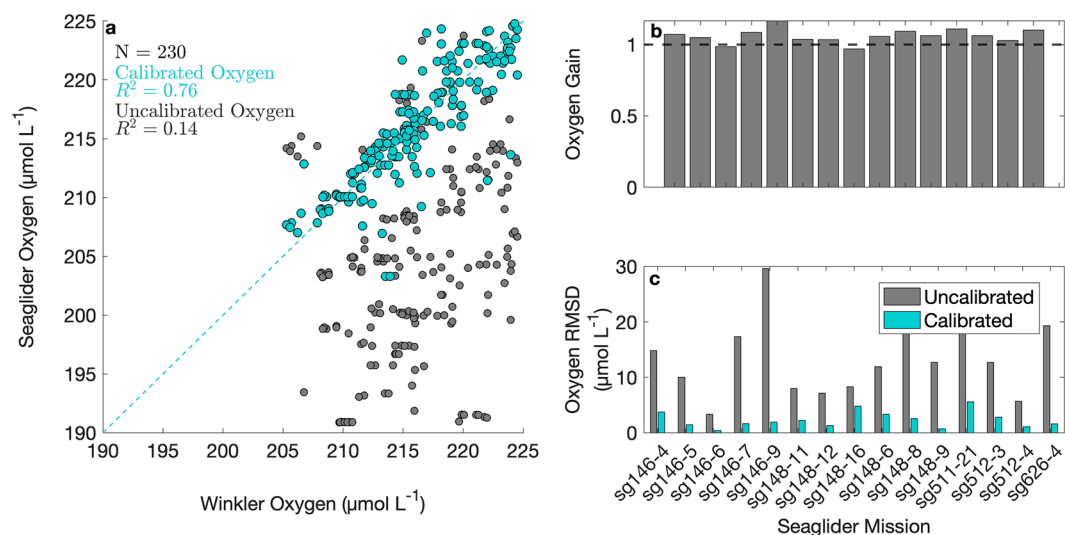 a
N = 230
Calibrated Oxygen
R² = 0.76
Uncalibrated Oxygen
R² = 0.14
225
220
215
210
205
200
195
190
190
195
200
205
210
215
220
225
Seaglider Oxygen (µmol L⁻¹)
Winkler Oxygen (µmol L⁻¹)
b
1
0.5
0
Oxygen Gain
c
30
20
10
0
Oxygen RMSD
(µmol L⁻¹)
Uncalibrated
Calibrated
sg146-4
sg146-5
sg146-6
sg146-7
sg146-9
sg148-11
sg148-12
sg148-16
sg148-6
sg148-8
sg148-9
sg511-21
sg512-3
sg512-4
sg626-4
Seaglider Mission